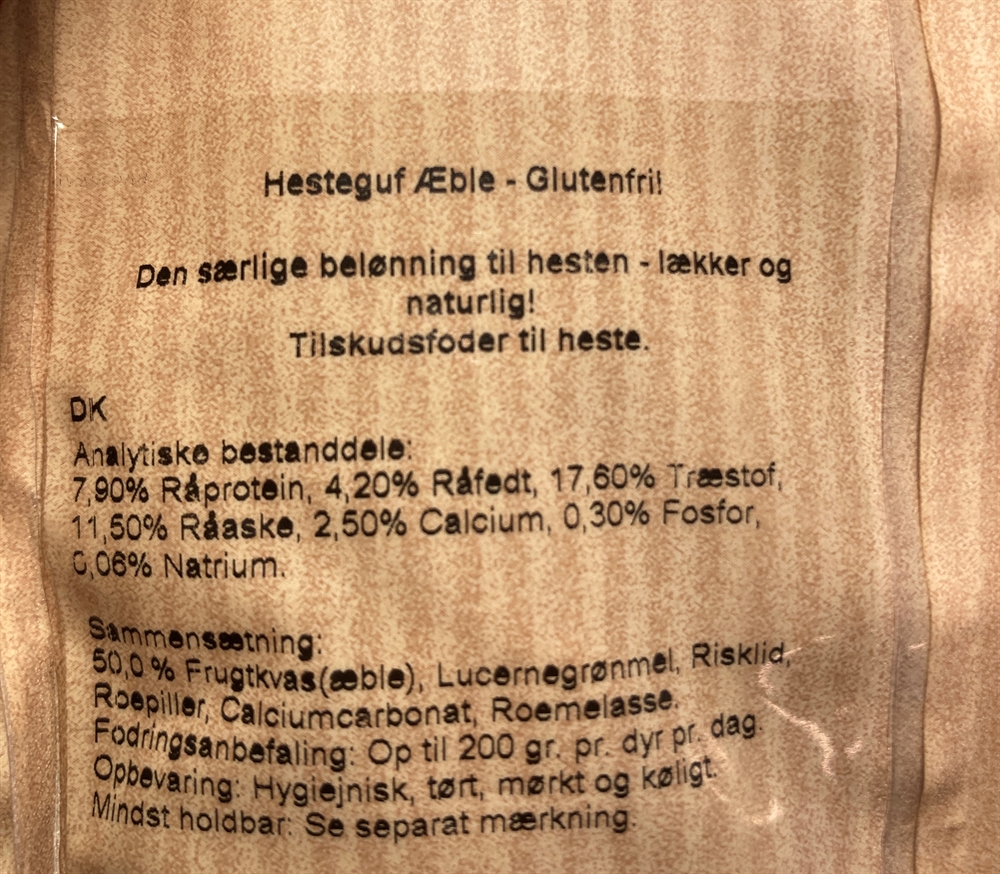 Hesteguf Æble - Glutenfri!
Den særlige belønning til hesten - lækker og
naturlig!
Tilskudsfoder til heste.
DK
Analytiske bestanddele:
7,90% Råprotein, 4,20% Råfedt, 17,60% Træstof,
11,50% Råaske, 2,50% Calcium, 0,30% Fosfor,
0,06% Natrium.
Sammensætning:
50,0 % Frugtkvas(æble), Lucernegrønmel, Risklid,
Roepiller, Calciumcarbonat, Roemelasse.
Fodringsanbefaling: Op til 200 gr. pr. dyr pr. dag.
Opbevaring: Hygiejnisk, tørt, mørkt og køligt.
Mindst holdbar: Se separat mærkning.